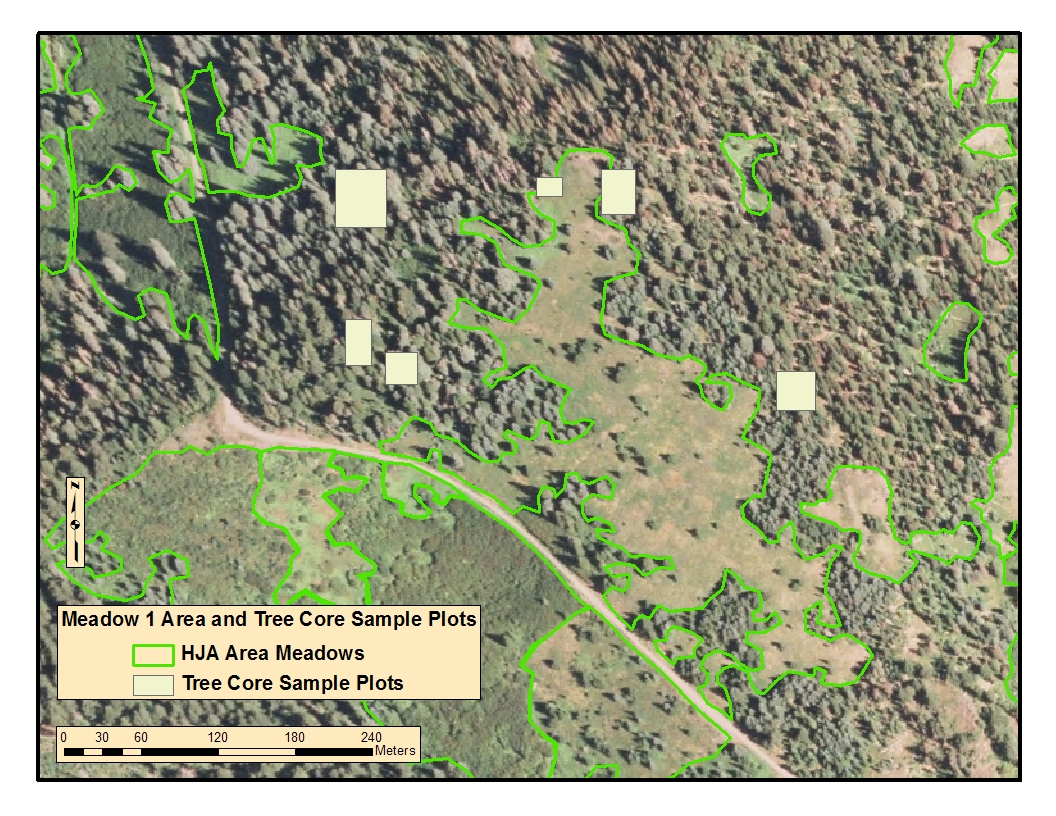 N
Meadow 1 Area and Tree Core Sample Plots
HJA Area Meadows
Tree Core Sample Plots
0 30 60 120 180 240
Meters